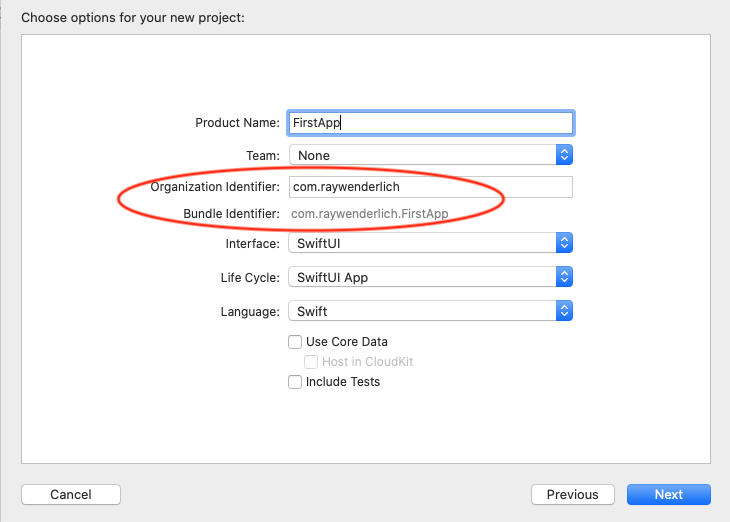 Choose options for your new project:
Product Name: FirstApp
Team: None
Organization Identifier: com.raywenderlich
Bundle Identifier: com.raywenderlich.FirstApp
Interface: SwiftUI
Life Cycle: SwiftUI App
Language: Swift
Use Core Data
Host in CloudKit
Include Tests
Cancel Previous Next